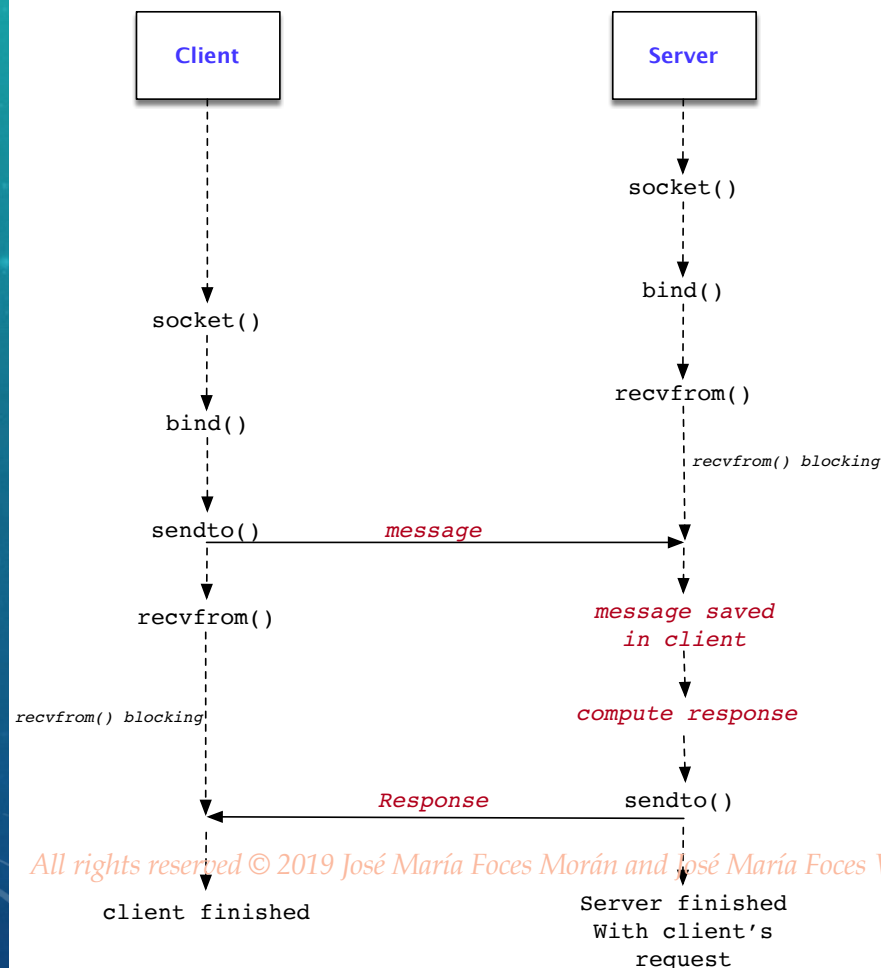 Client
Server
socket()
bind()
recvfrom()
recvfrom() blocking
socket()
bind()
sendto()
message
recvfrom()
message saved
in client
recvfrom() blocking
compute response
Response
sendto()
All rights reserved © 2019 José María Foces Morán and José María Foces
client finished
Server finished
With client's
request